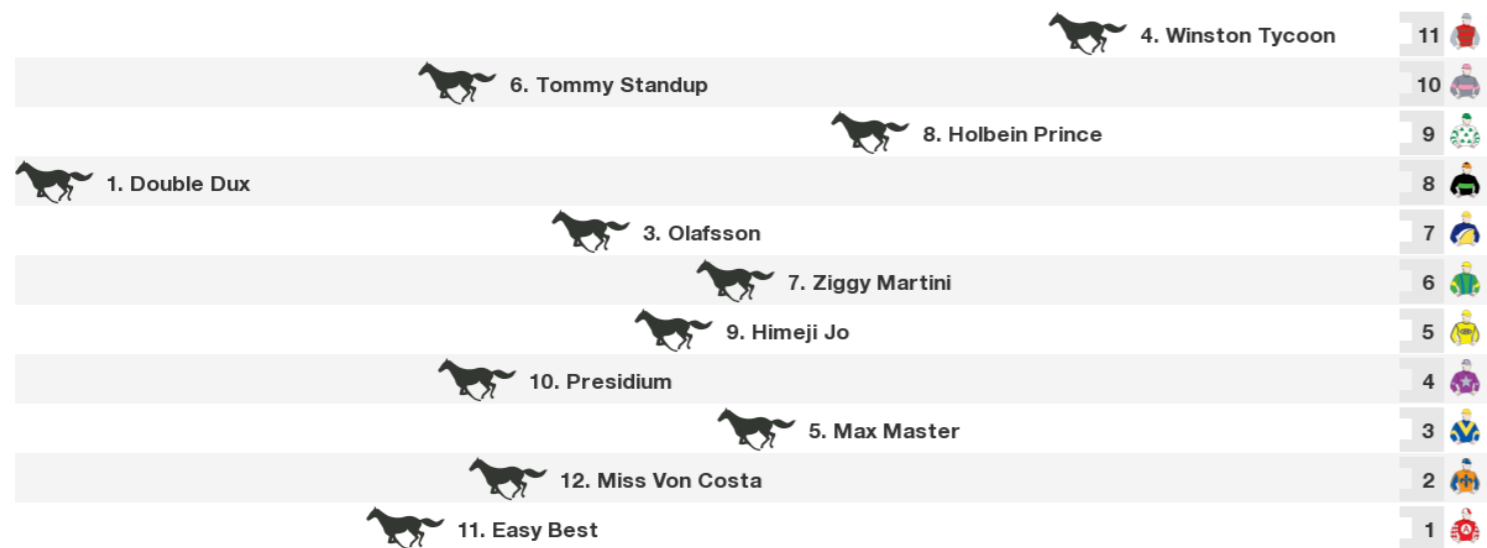 4. Winston Tycoon 11
6. Tommy Standup 10
8. Holbein Prince 9
1. Double Dux 8
3. Olafsson 7
7. Ziggy Martini 6
9. Himeji Jo 5
10. Presidium 4
5. Max Master 3
12. Miss Von Costa 2
11. Easy Best 1 A